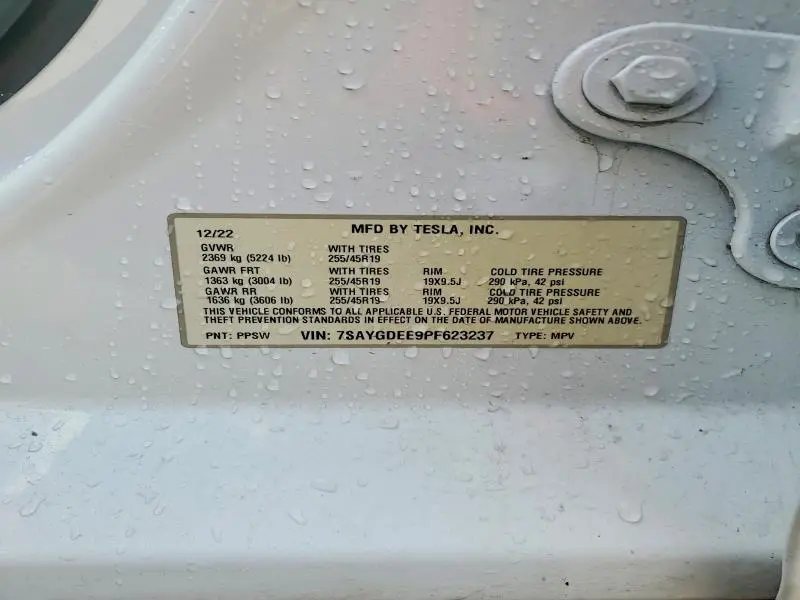 12/22 MFD BY TESLA, INC.
GVWR WITH TIRES
2369 kg (5224 lb) 255/45R19
GAWR FRT WITH TIRES RIM COLD TIRE PRESSURE
1363 kg (3004 lb) 255/45R19 19X9.5J 290 kPa, 42 psi
GAWR RR WITH TIRES RIM COLD TIRE PRESSURE
1636 kg (3606 lb) 255/45R19 19X9.5J 290 kPa, 42 psi
THIS VEHICLE CONFORMS TO ALL APPLICABLE U.S. FEDERAL MOTOR VEHICLE SAFETY AND
THEFT PREVENTION STANDARDS IN EFFECT ON THE DATE OF MANUFACTURE SHOWN ABOVE.
PNT: PPSW VIN: 7SAYGDEE9PF623237 TYPE: MPV